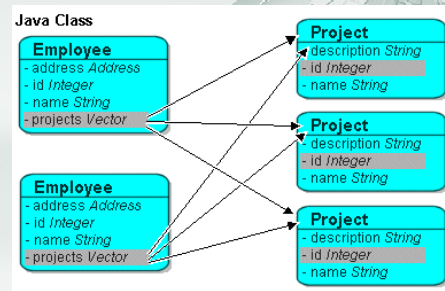 Java Class
Employee
- address Address
- id Integer
- name String
- projects Vector
Employee
- address Address
- id Integer
- name String
- projects Vector
Project
- description String
- id Integer
- name String
Project
- description String
- id Integer
- name String
Project
- description String
- id Integer
- name String